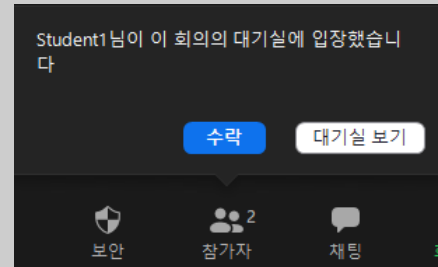 Student1님이 이 회의의 대기실에 입장했습니
다
수락 대기실 보기
2
보안 참가자 채팅